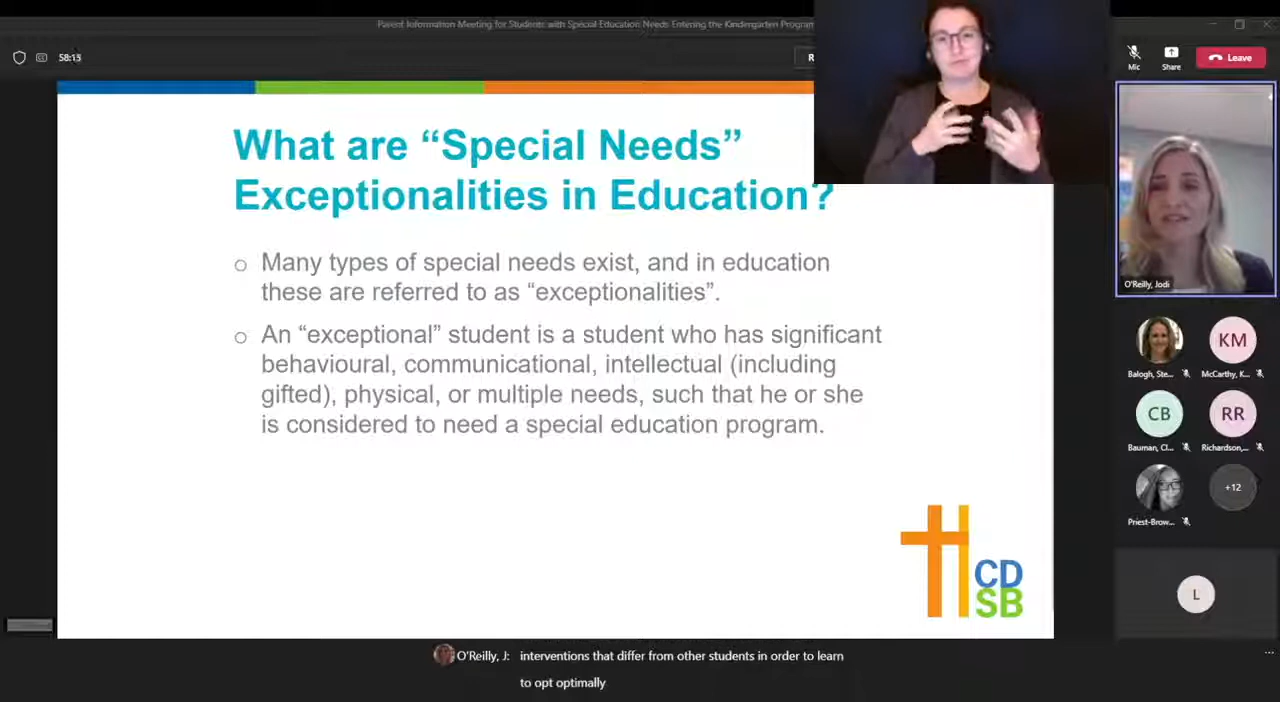 Parent Information Meeting for Students with Special Education Needs Entering the Kindergarten Program
58:15
R
Mic
Share
Leave
What are “Special Needs”
Exceptionalities in Education?
Many types of special needs exist, and in education
these are referred to as “exceptionalities”.
An “exceptional” student is a student who has significant
behavioural, communicational, intellectual (including
gifted), physical, or multiple needs, such that he or she
is considered to need a special education program.
CD
SB
O'Reilly, Jodi
KM
Balogh, Ste...
McCarthy, K...
CB
RR
Bauman, Cl...
Richardson,...
+12
Priest-Brow...
L
O'Reilly, J: interventions that differ from other students in order to learn
to opt optimally